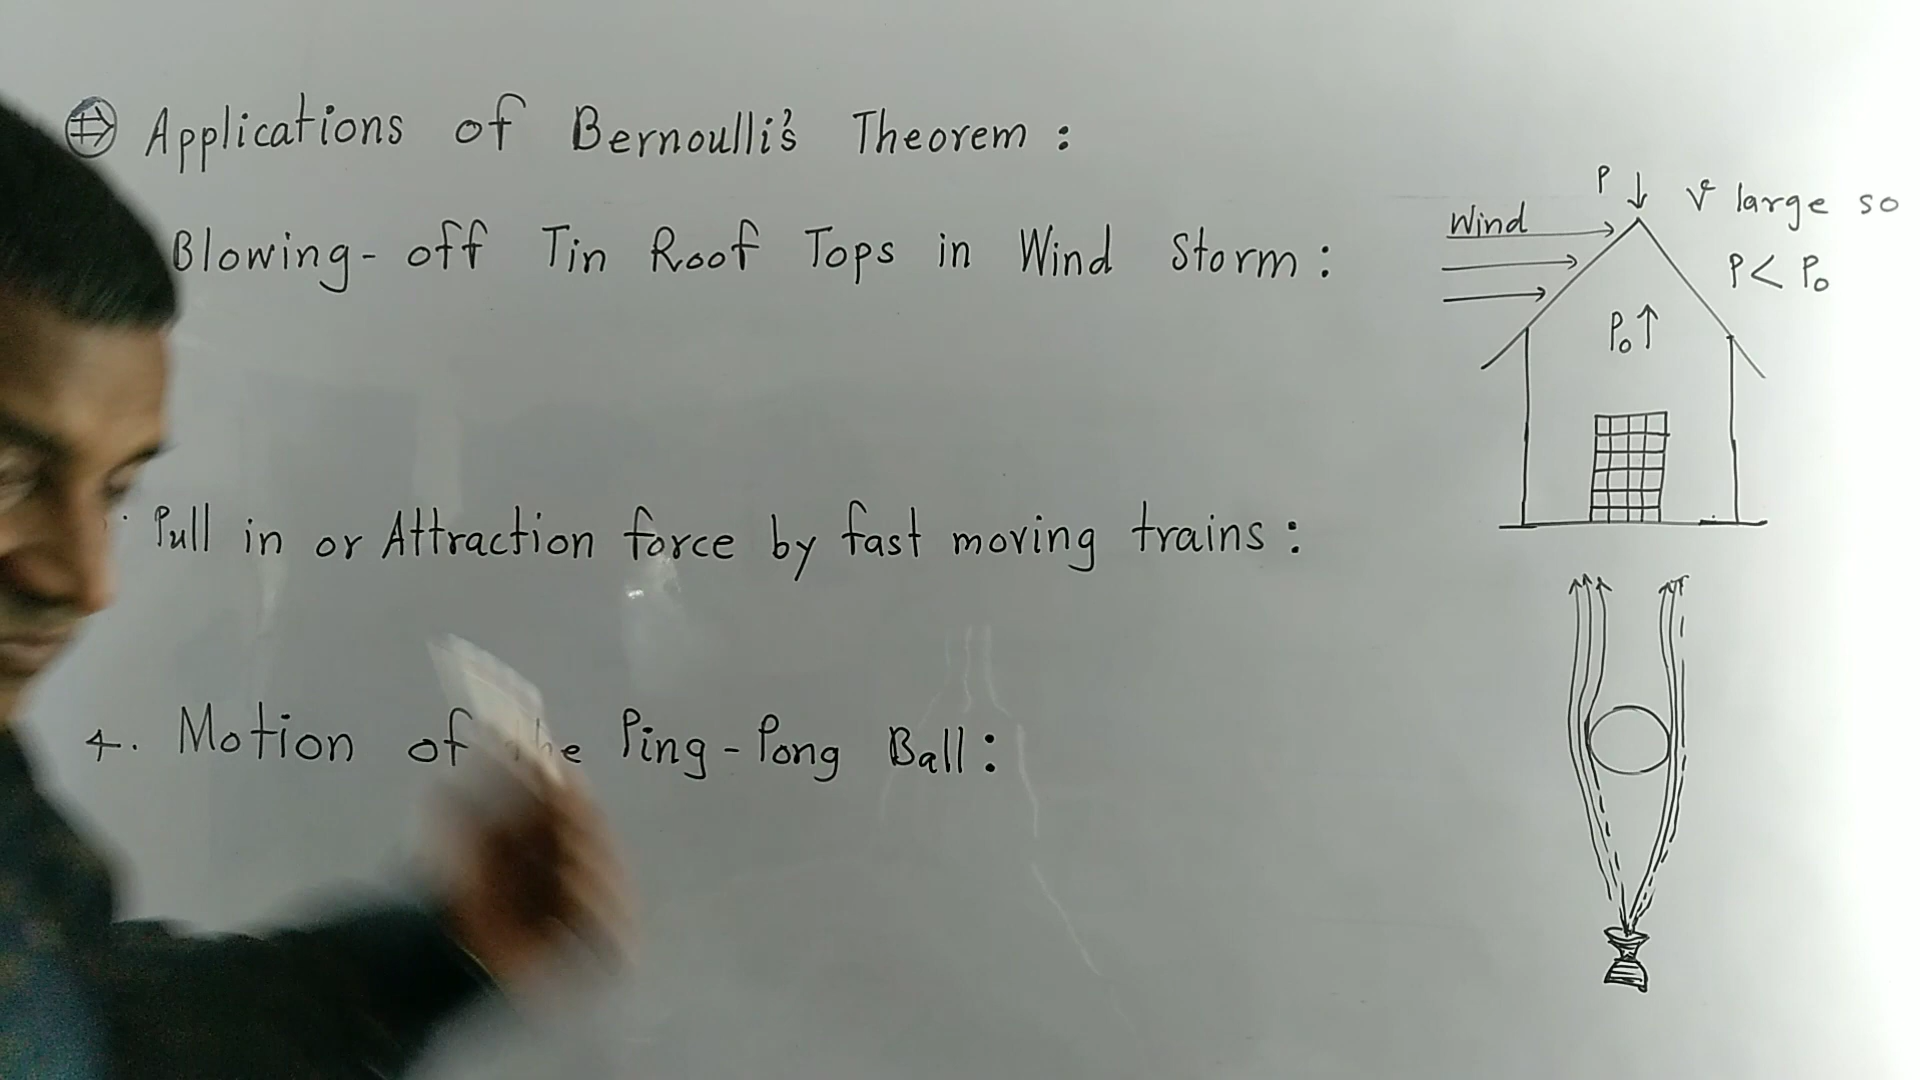 Applications of Bernoulli's Theorem :
Blowing-off Tin Roof Tops in Wind Storm :
P ↓ v large so
Wind
P < P₀
P₀ ↑
Pull in or Attraction force by fast moving trains :
4. Motion of the Ping-Pong Ball :